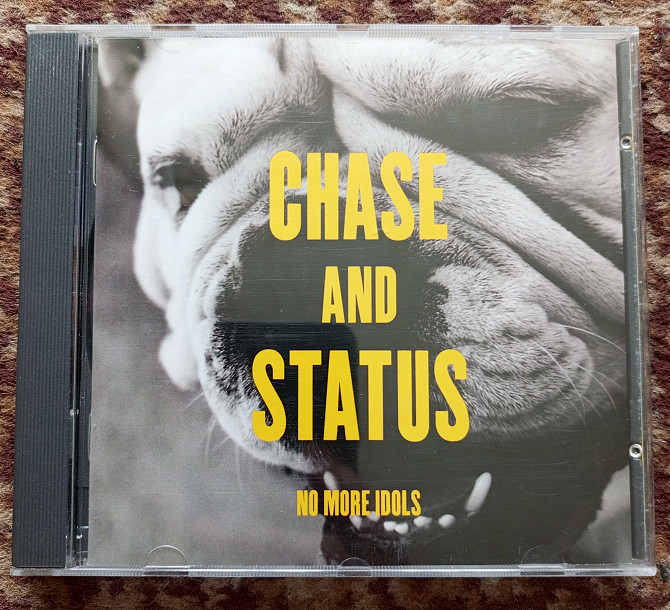 CHASE
AND
STATUS
NO MORE IDOLS